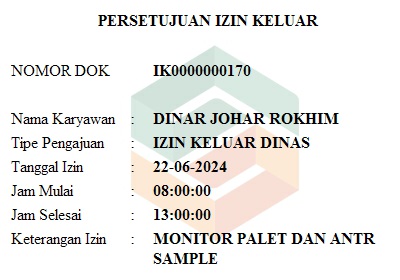 PERSETUJUAN IZIN KELUAR
NOMOR DOK IK0000000170
Nama Karyawan : DINAR JOHAR ROKHIM
Tipe Pengajuan : IZIN KELUAR DINAS
Tanggal Izin : 22-06-2024
Jam Mulai : 08:00:00
Jam Selesai : 13:00:00
Keterangan Izin : MONITOR PALET DAN ANTR
SAMPLE